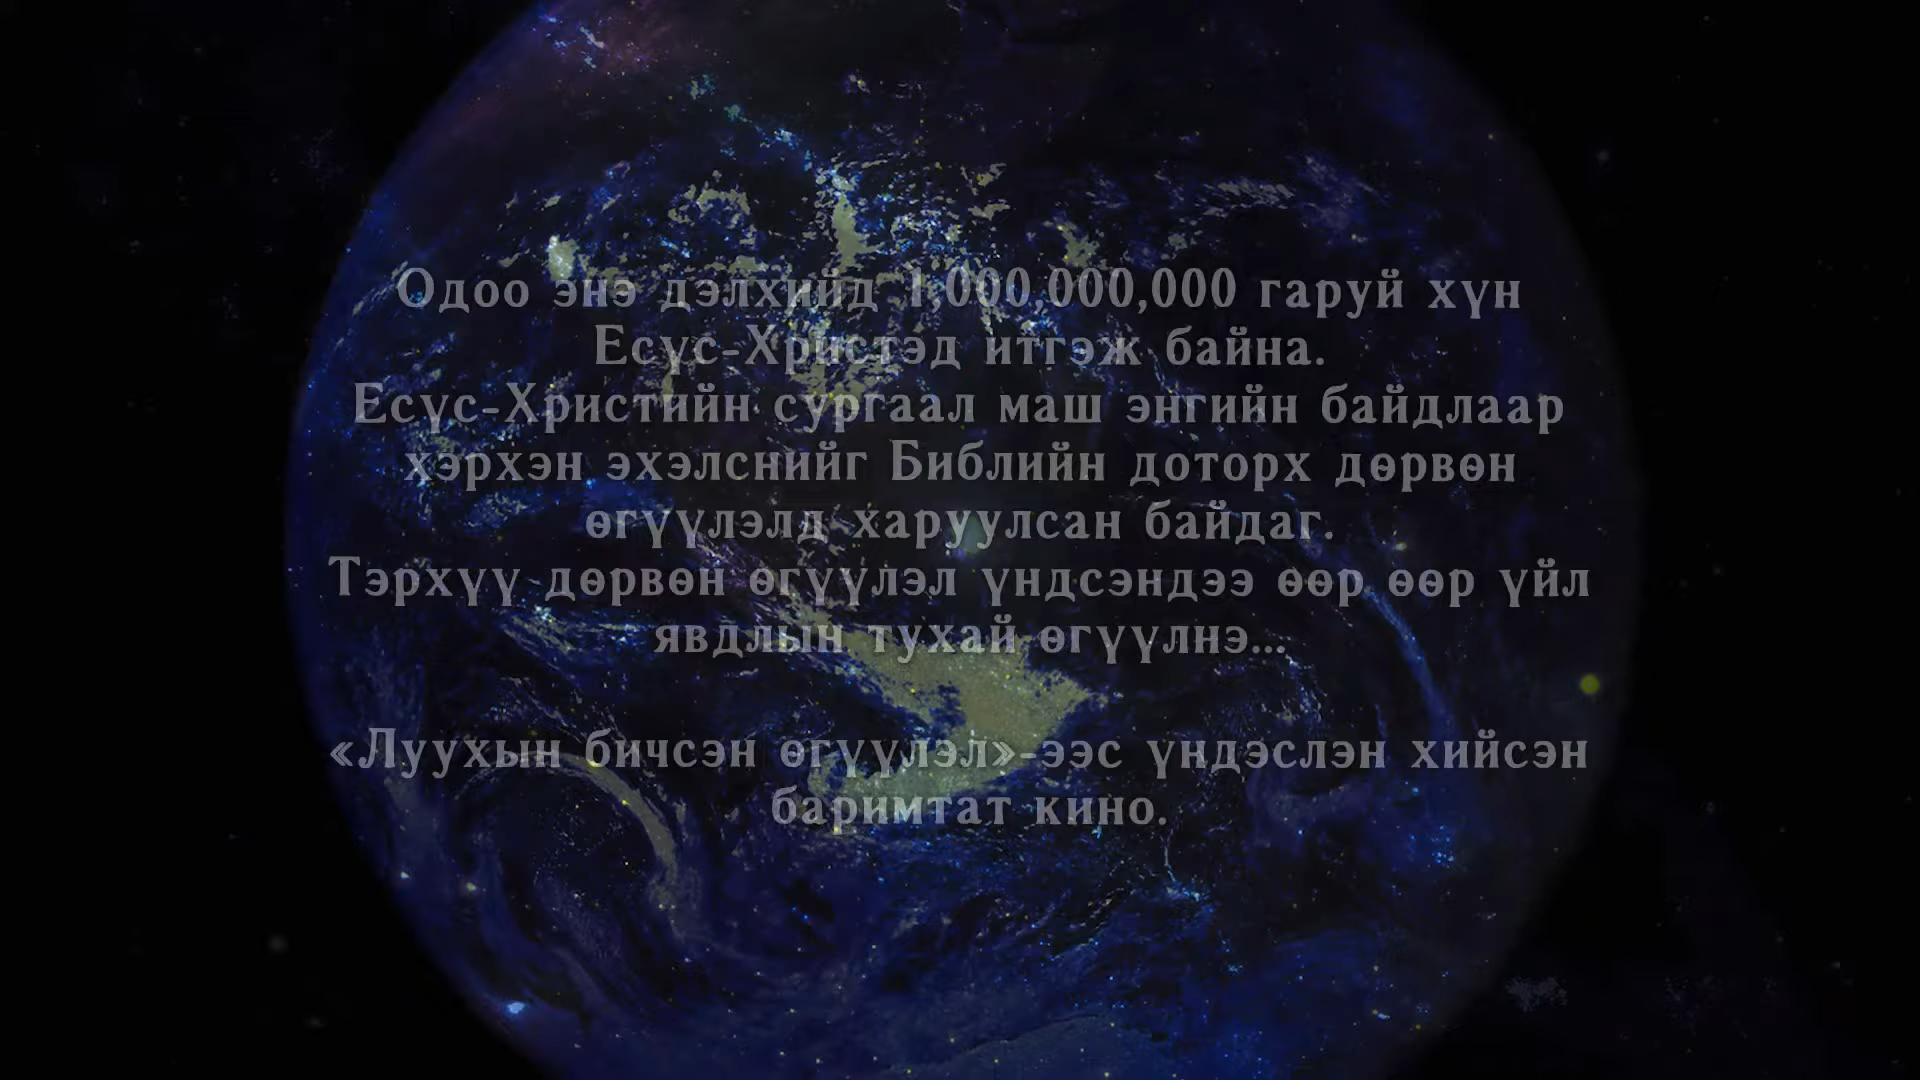 Одоо энэ дэлхийд 1,000,000,000 гаруй хүн
Есүс-Христэд итгэж байна.
Есүс-Христийн сургаал маш энгийн байдлаар
хэрхэн эхэлснийг Библийн доторх дөрвөн
өгүүлэлд харуулсан байдаг.
Тэрхүү дөрвөн өгүүлэл үндсэндээ өөр өөр үйл
явдлын тухай өгүүлнэ...
«Луухын бичсэн өгүүлэл»-ээс үндэслэн хийсэн
баримтат кино.